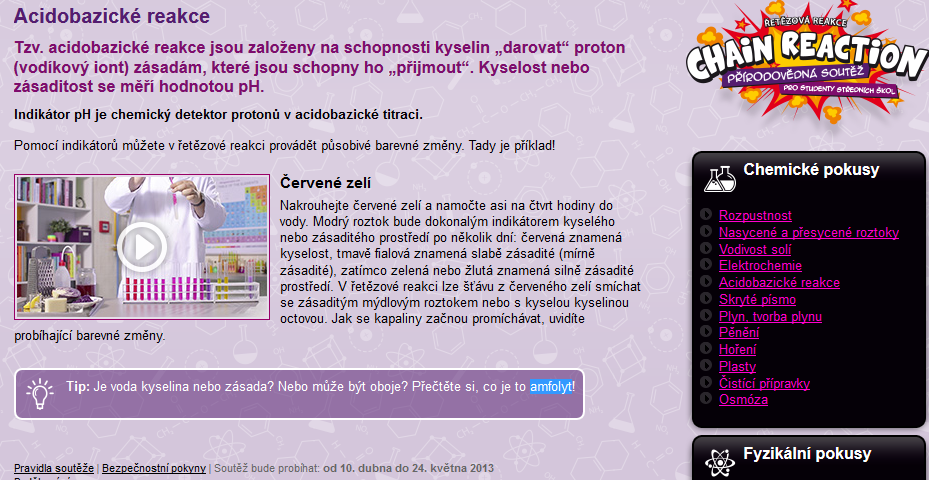 Acidobazické reakce
Tzv. acidobazické reakce jsou založeny na schopnosti kyselin „darovat“ proton
(vodíkový iont) zásadám, které jsou schopny ho „přijmout“. Kyselost nebo
zásaditost se měří hodnotou pH.
Indikátor pH je chemický detektor protonů v acidobazické titraci.
Pomocí indikátorů můžete v řetězové reakci provádět působivé barevné změny. Tady je příklad!
Červené zelí
Nakrouhejte červené zelí a namočte asi na čtvrt hodiny do
vody. Modrý roztok bude dokonalým indikátorem kyselého
nebo zásaditého prostředí po několik dní: červená znamená
kyselost, tmavě fialová znamená slabě zásadité (mírně
zásadité), zatímco zelená nebo žlutá znamená silně zásadité
prostředí. V řetězové reakci lze šťávu z červeného zelí smíchat
se zásaditým mýdlovým roztokem nebo s kyselou kyselinou
octovou. Jak se kapaliny začnou promíchávat, uvidíte
probíhající barevné změny.
Tip: Je voda kyselina nebo zásada? Nebo může být oboje? Přečtěte si, co je to amfolyt!
Pravidla soutěže | Bezpečnostní pokyny | Soutěž bude probíhat: od 10. dubna do 24. května 2013
ŘETĚZOVÁ REAKCE
CHAIN REACTION
PŘÍRODOVĚDNÁ SOUTĚŽ
PRO STUDENTY STŘEDNÍCH ŠKOL
Chemické pokusy
Rozpustnost
Nasycené a přesycené roztoky
Vodivost solí
Elektrochemie
Acidobazické reakce
Skryté písmo
Plyn, tvorba plynu
Pěnění
Hoření
Plasty
Čistící přípravky
Osmóza
Fyzikální pokusy